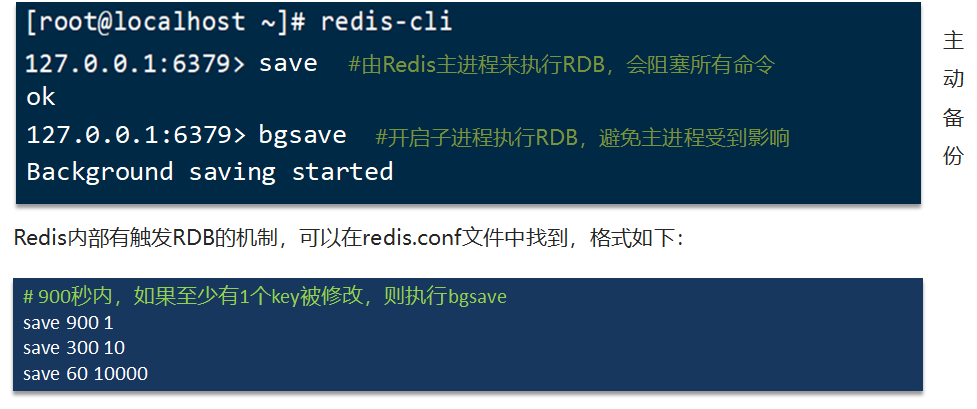 [root@localhost ~]# redis-cli
127.0.0.1:6379> save #由Redis主进程来执行RDB，会阻塞所有命令
ok
127.0.0.1:6379> bgsave #开启子进程执行RDB，避免主进程受到影响
Background saving started
主动备份
Redis内部有触发RDB的机制，可以在redis.conf文件中找到，格式如下：
# 900秒内，如果至少有1个key被修改，则执行bgsave
save 900 1
save 300 10
save 60 10000